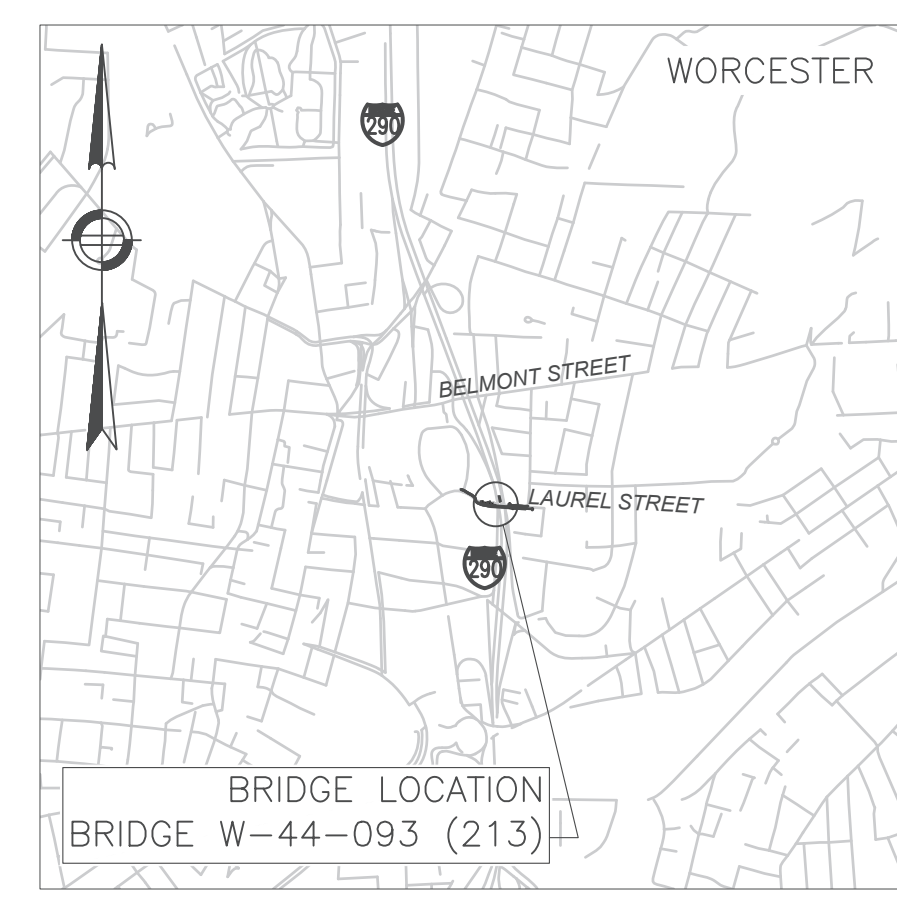 WORCESTER
290
BELMONT STREET
LAUREL STREET
290
BRIDGE LOCATION
BRIDGE W-44-093 (213)